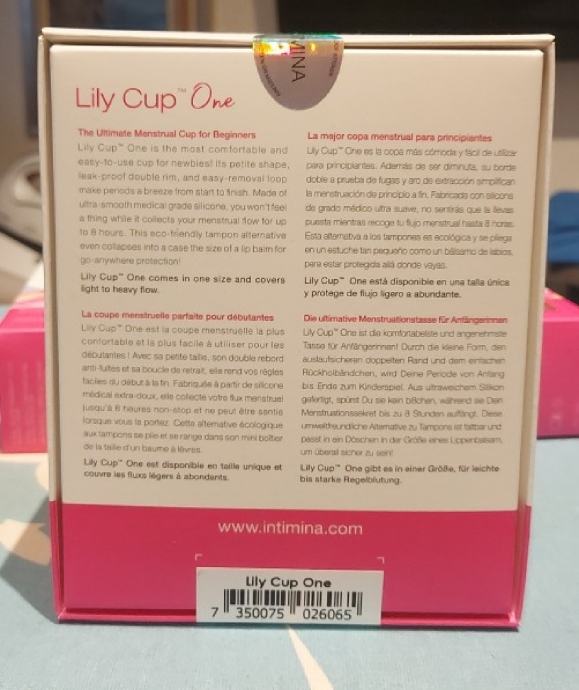 MINA
Lily Cup™ One
The Ultimate Menstrual Cup for Beginners
Lily Cup™ One is the most comfortable and
easy-to-use cup for newbies! Its petite shape,
leak-proof double rim, and easy-removal loop
make periods a breeze from start to finish. Made of
ultra-smooth medical grade silicone, you won't feel
a thing while it collects your menstrual flow for up
to 8 hours. This eco-friendly tampon alternative
even collapses into a case the size of a lip balm for
go-anywhere protection!
Lily Cup™ One comes in one size and covers
light to heavy flow.
La mejor copa menstrual para principiantes
Lily Cup™ One es la copa más cómoda y fácil de utilizar
para principiantes. Además de ser diminuta, su borde
doble a prueba de fugas y aro de extracción simplifican
la menstruación de principio a fin. Fabricada con silicona
de grado médico ultra suave, no sentirás que la llevas
puesta mientras recoge tu flujo menstrual hasta 8 horas.
Esta alternativa a los tampones es ecológica y se pliega
en un estuche tan pequeño como un bálsamo de labios,
para estar protegida allá donde vayas.
Lily Cup™ One está disponible en una talla única
y protege de flujo ligero a abundante.
La coupe menstruelle parfaite pour débutantes
Lily Cup™ One est la coupe menstruelle la plus
confortable et la plus facile à utiliser pour les
débutantes ! Avec sa petite taille, son double rebord
anti-fuites et sa boucle de retrait, elle rend vos règles
faciles du début à la fin. Fabriquée à partir de silicone
médical extra-doux, elle collecte votre flux menstruel
jusqu'à 8 heures non-stop et ne peut être sentie
lorsque vous la portez. Cette alternative écologique
aux tampons se plie et se range dans son mini boîtier
de la taille d'un baume à lèvres.
Lily Cup™ One est disponible en taille unique et
couvre les fluxs légers à abondants.
Die ultimative Menstruationstasse für Anfängerinnen
Lily Cup™ One ist die komfortabelste und angenehmste
Tasse für Anfängerinnen! Durch die kleine Form, den
auslaufsicheren doppelten Rand und dem einfachen
Rückholbändchen, wird Deine Periode von Anfang
bis Ende zum Kinderspiel. Aus ultraweichem Silikon
gefertigt, spürst Du sie kein bißchen, während sie Dein
Menstruationssekret bis zu 8 Stunden auffängt. Diese
umweltfreundliche Alternative zu Tampons ist faltbar und
passt in ein Döschen in der Größe eines Lippenbalsam,
um überall sicher zu sein!
Lily Cup™ One gibt es in einer Größe, für leichte
bis starke Regelblutung.
www.intimina.com
Lily Cup One
7 350075 026065